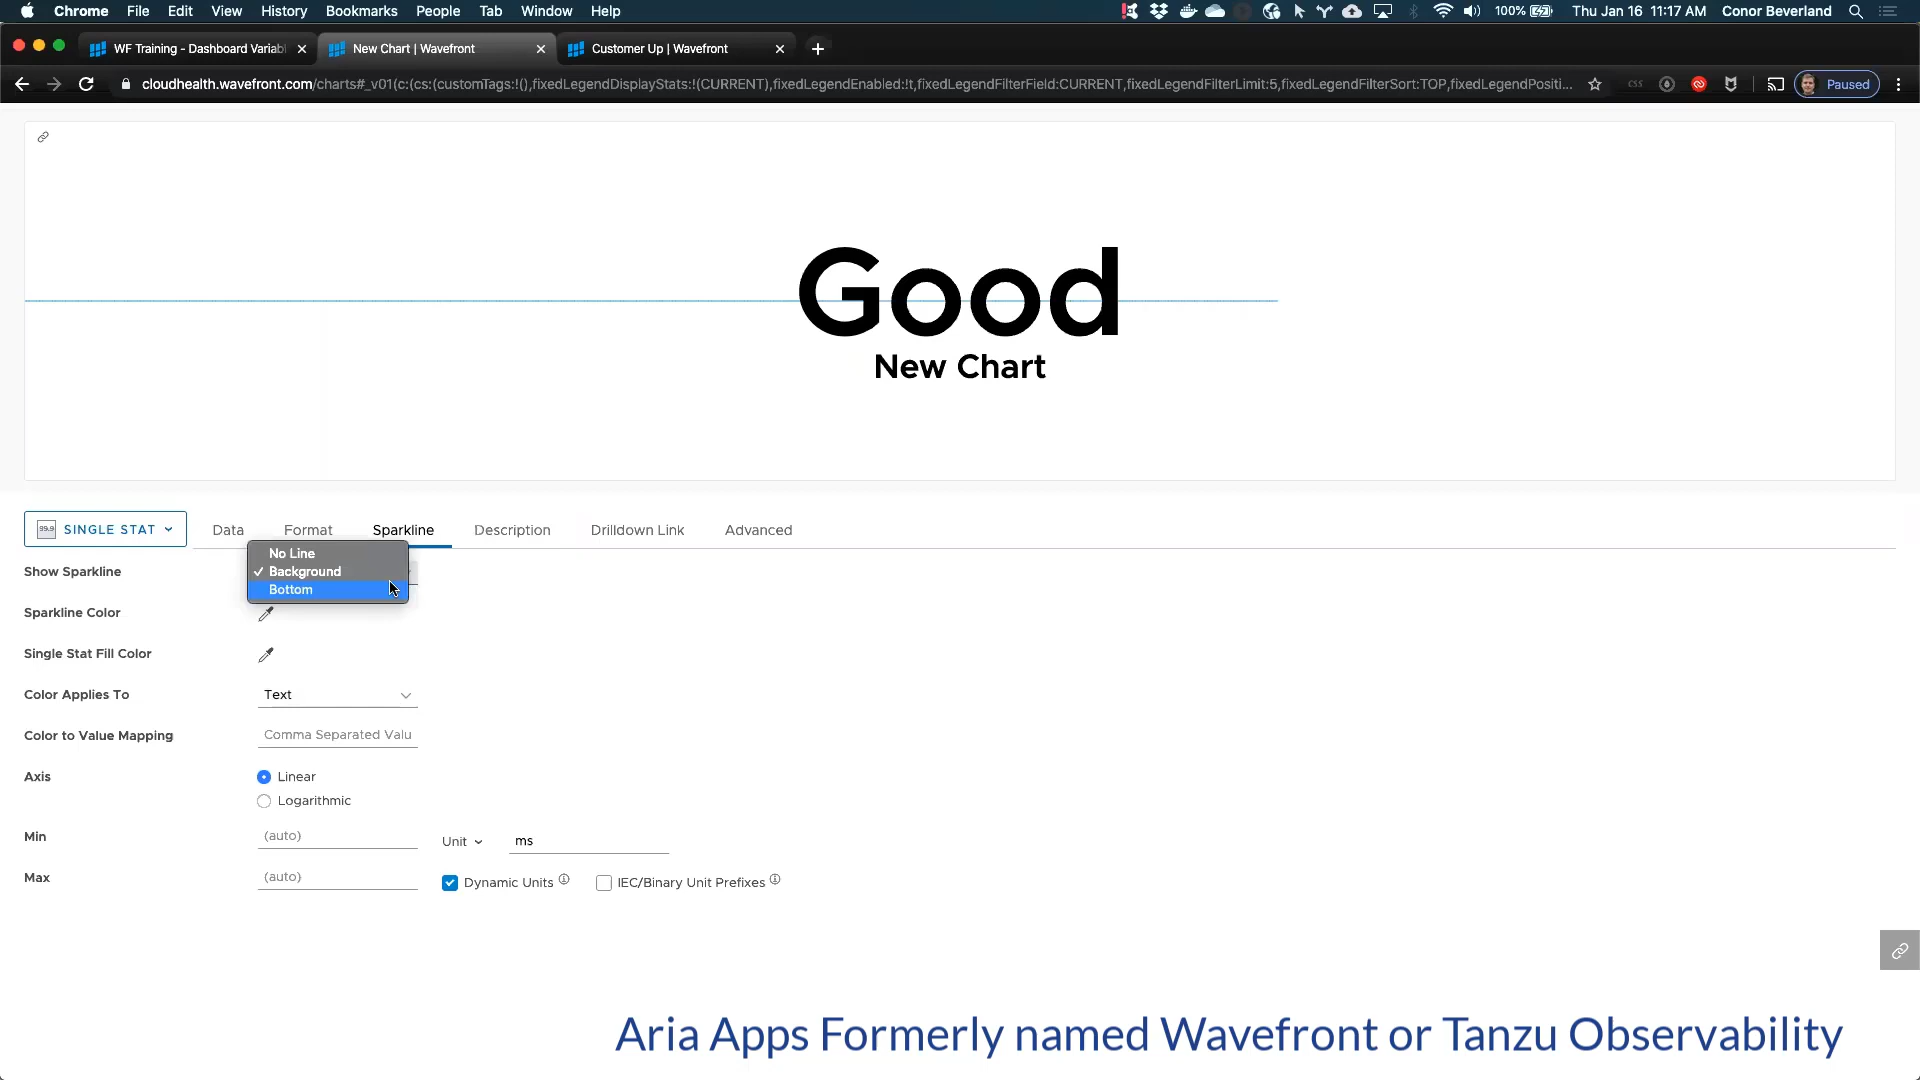 Chrome File Edit View History Bookmarks People Tab Window Help 100% Thu Jan 16 11:17 AM Conor Beverland
WF Training - Dashboard Variabl New Chart | Wavefront Customer Up | Wavefront
cloudhealth.wavefront.com/charts#_v01(c:(cs:(customTags:!(),fixedLegendDisplayStats:!(CURRENT),fixedLegendEnabled:!t,fixedLegendFilterField:CURRENT,fixedLegendFilterLimit:5,fixedLegendFilterSort:TOP,fixedLegendPositi... css Paused
Good
New Chart
99.9 SINGLE STAT Data Format Sparkline Description Drilldown Link Advanced
No Line
Show Sparkline ✓ Background
Bottom
Sparkline Color
Single Stat Fill Color
Color Applies To Text
Color to Value Mapping Comma Separated Valu
Axis Linear
Logarithmic
Min (auto) Unit ms
Max (auto) Dynamic Units IEC/Binary Unit Prefixes
Aria Apps Formerly named Wavefront or Tanzu Observability